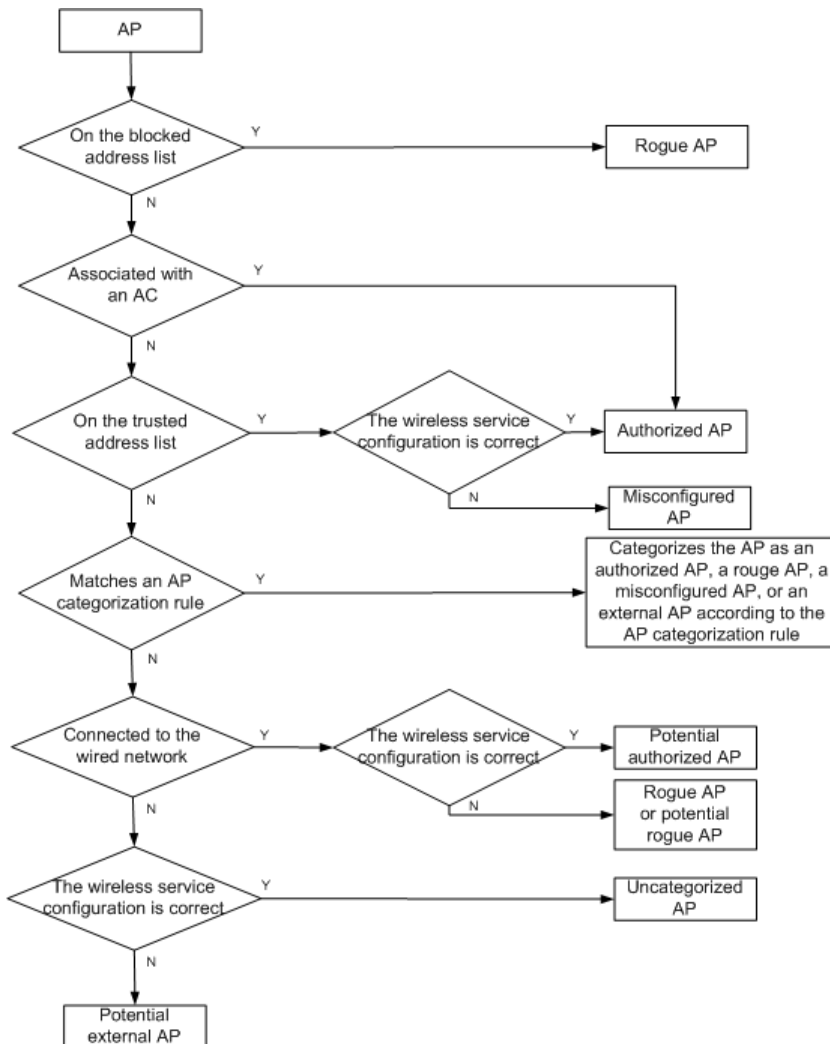 AP
On the blocked
address list
Y
Rogue AP
N
Associated with
an AC
Y
N
On the trusted
address list
Y
The wireless service
configuration is correct
Y
Authorized AP
N
N
Misconfigured
AP
Matches an AP
categorization rule
Y
Categorizes the AP as an
authorized AP, a rouge AP, a
misconfigured AP, or an
external AP according to the
AP categorization rule
N
Connected to the
wired network
Y
The wireless service
configuration is correct
Y
Potential
authorized AP
N
N
Rogue AP
or potential
rogue AP
The wireless service
configuration is correct
Y
Uncategorized
AP
N
Potential
external AP